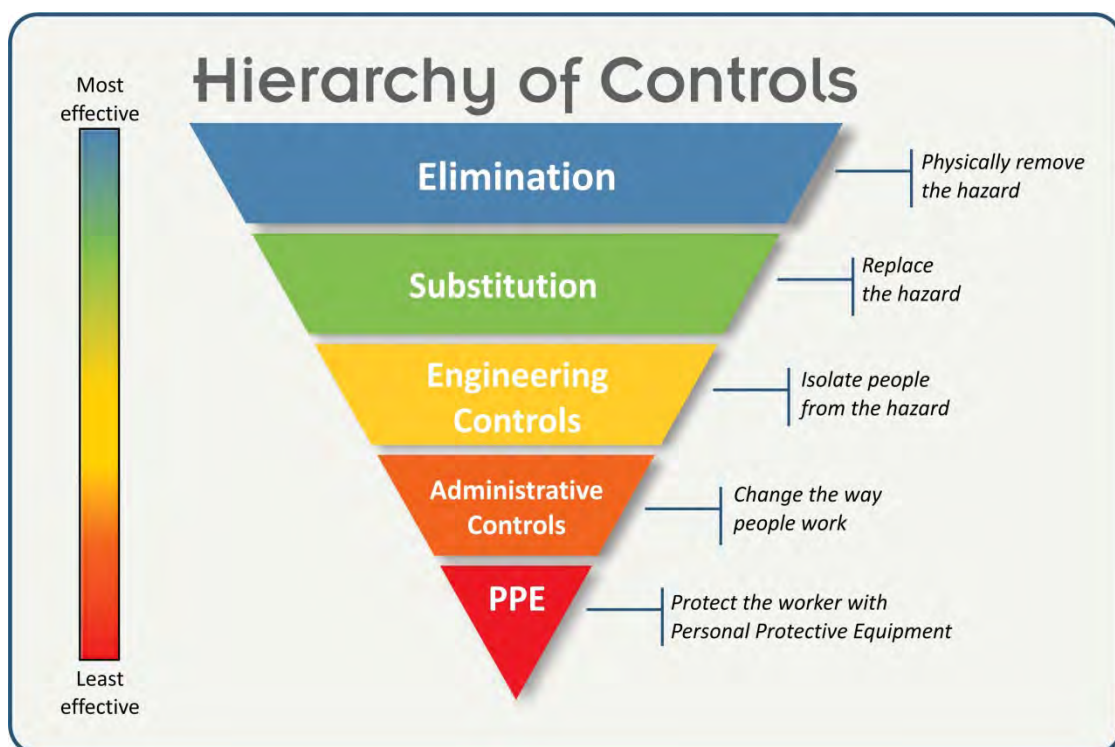 Hierarchy of Controls
Most
effective
Elimination
Physically remove
the hazard
Substitution
Replace
the hazard
Engineering
Controls
Isolate people
from the hazard
Administrative
Controls
Change the way
people work
PPE
Protect the worker with
Personal Protective Equipment
Least
effective